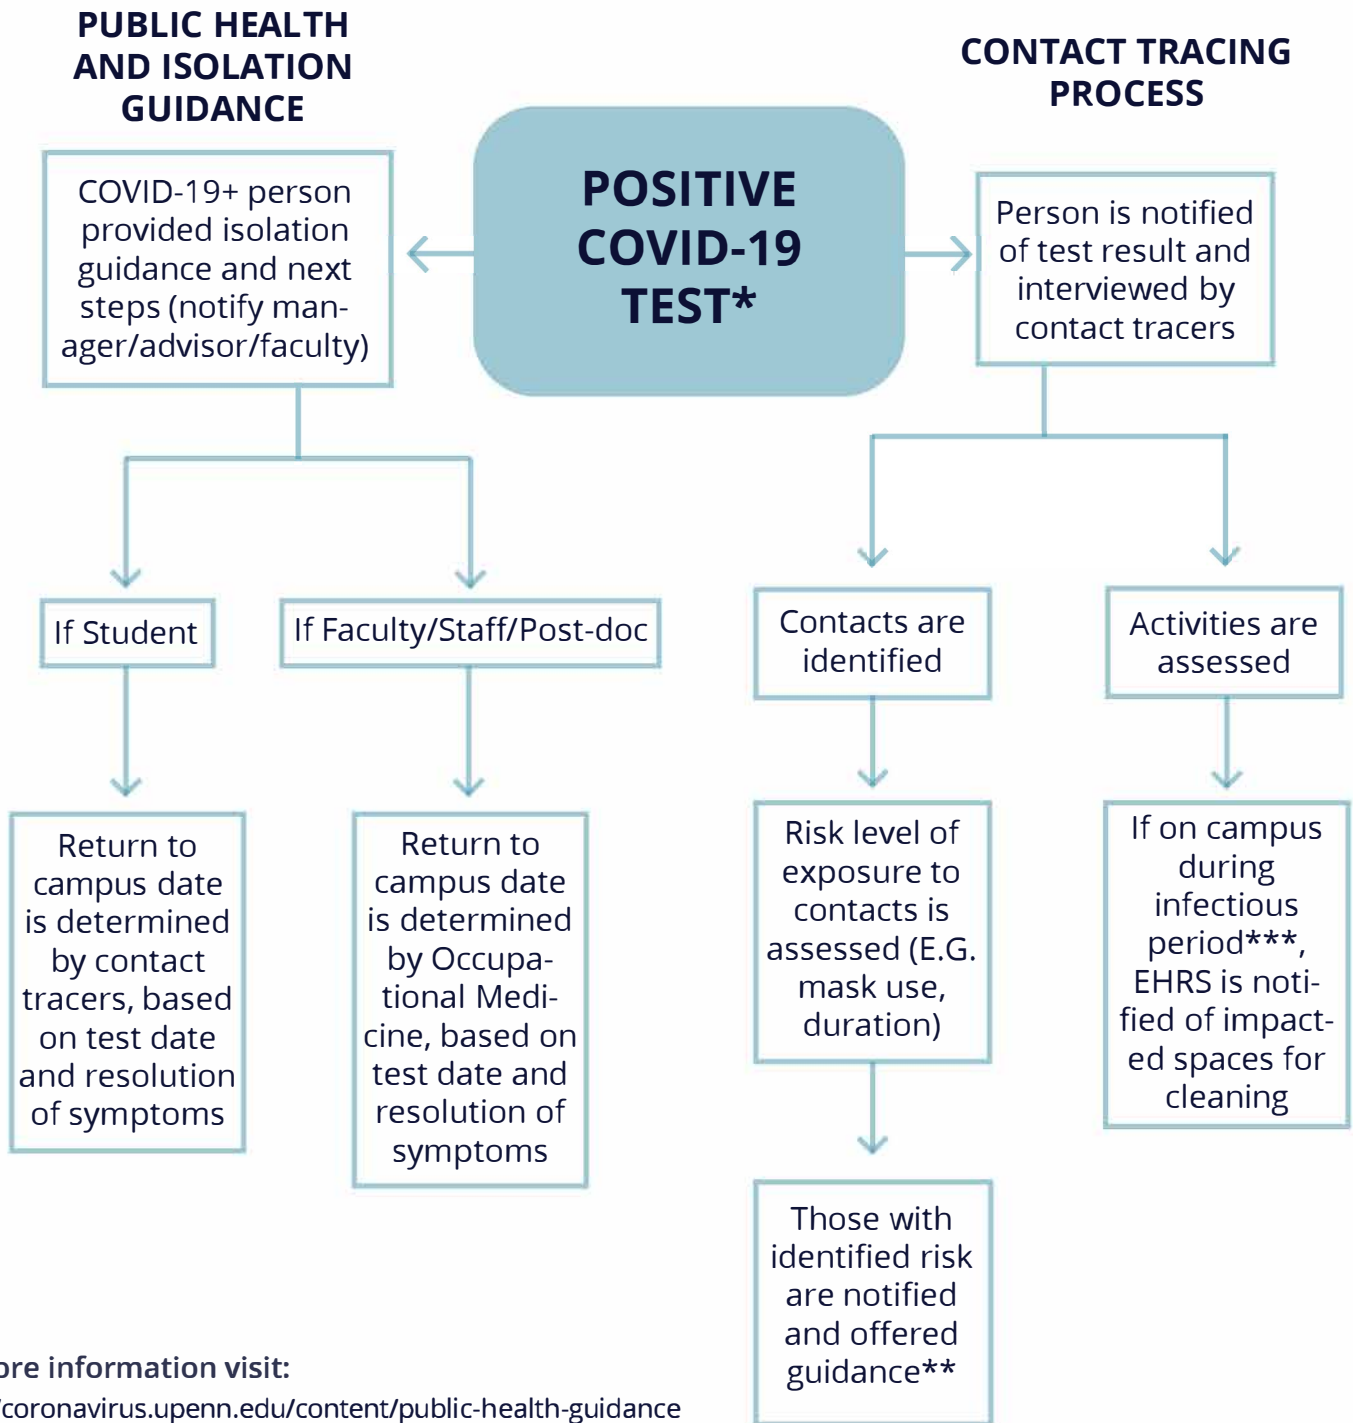 PUBLIC HEALTH
AND ISOLATION
GUIDANCE
COVID-19+ person
provided isolation
guidance and next
steps (notify man-
ager/advisor/faculty)
POSITIVE
COVID-19
TEST*
CONTACT TRACING
PROCESS
Person is notified
of test result and
interviewed by
contact tracers
If Student
If Faculty/Staff/Post-doc
Contacts are
identified
Activities are
assessed
Return to
campus date
is determined
by contact
tracers, based
on test date
and resolution
of symptoms
Return to
campus date
is determined
by Occupa-
tional Medi-
cine, based on
test date and
resolution of
symptoms
Risk level of
exposure to
contacts is
assessed (E.G.
mask use,
duration)
If on campus
during
infectious
period***,
EHRS is noti-
fied of impact-
ed spaces for
cleaning
Those with
identified risk
are notified
and offered
guidance**
ore information visit:
/coronavirus.upenn.edu/content/public-health-guidance